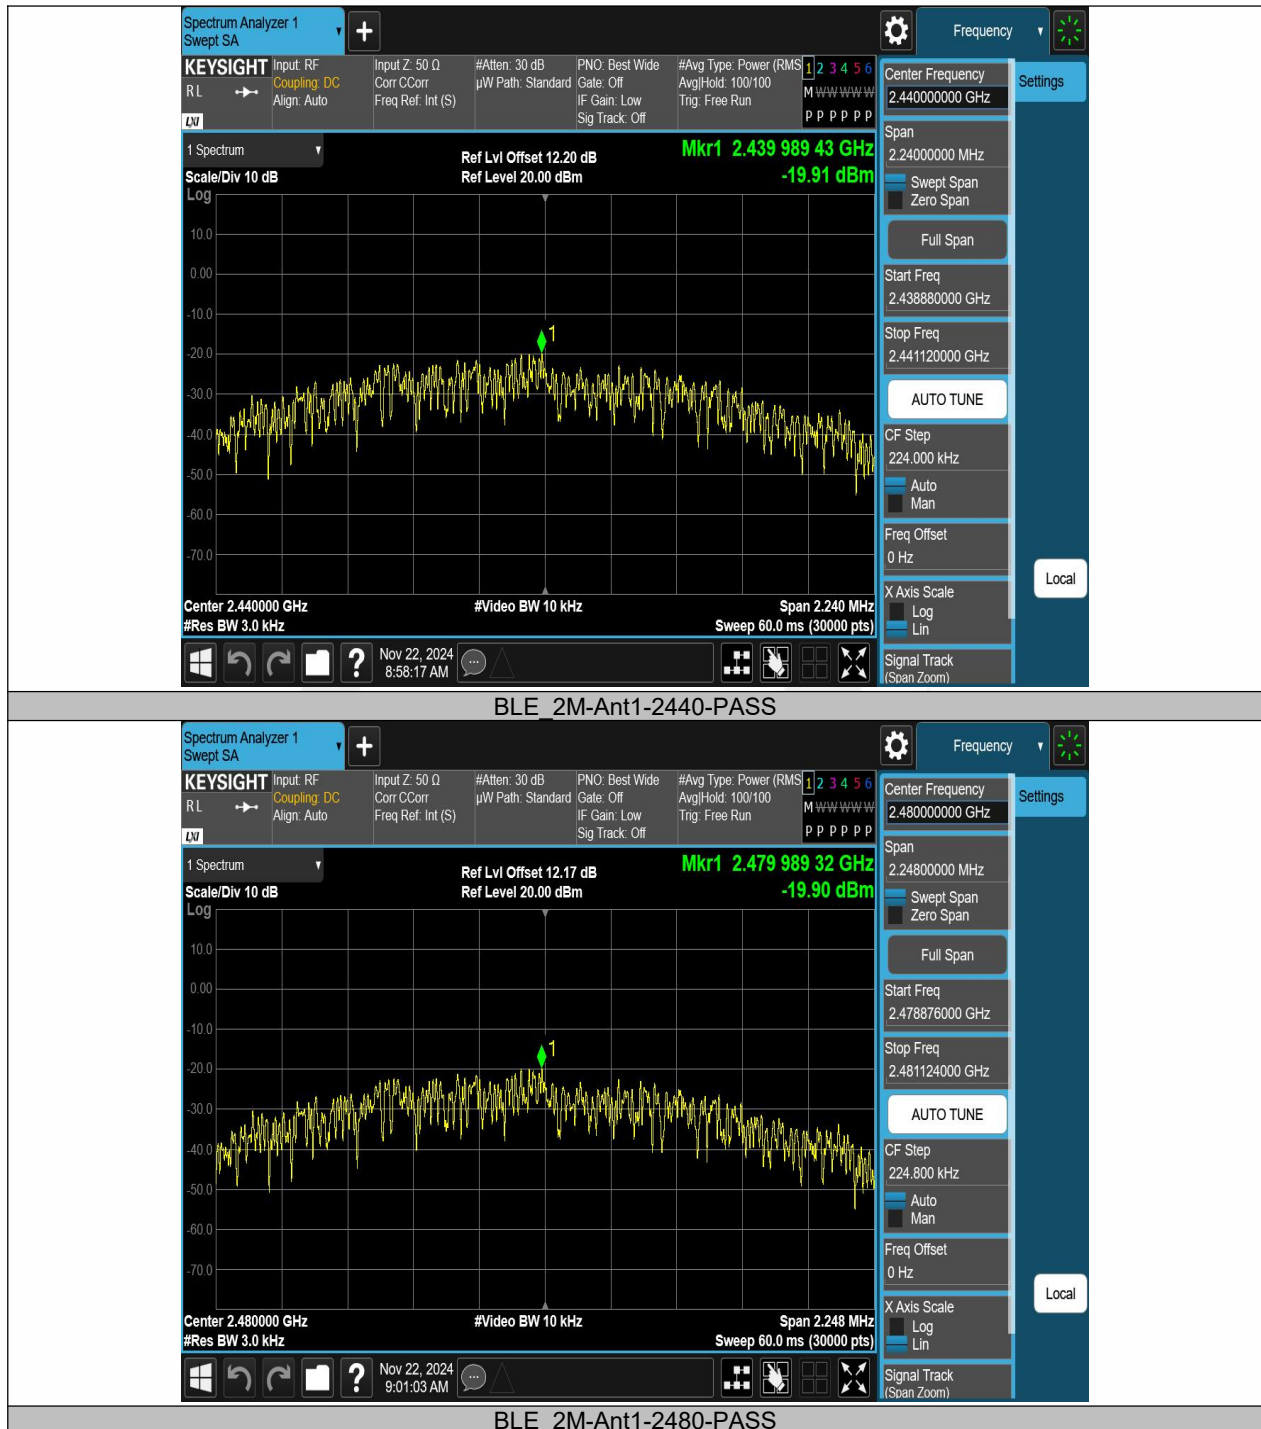 Spectrum Analyzer 1
Swept SA
+
Frequency
KEYSIGHT
RL
LXI
Input: RF
Coupling: DC
Align: Auto
Input Z: 50 Ω
Corr CCorr
Freq Ref: Int (S)
#Atten: 30 dB
µW Path: Standard
PNO: Best Wide
Gate: Off
IF Gain: Low
Sig Track: Off
#Avg Type: Power (RMS
Avg|Hold: 100/100
Trig: Free Run
1 2 3 4 5 6
M W W W W W
P P P P P P
1 Spectrum
Scale/Div 10 dB
Ref Lvl Offset 12.20 dB
Ref Level 20.00 dBm
Mkr1 2.439 989 43 GHz
-19.91 dBm
Log
10.0
0.00
-10.0
-20.0
-30.0
-40.0
-50.0
-60.0
-70.0
1
Center 2.440000 GHz
#Res BW 3.0 kHz
#Video BW 10 kHz
Span 2.240 MHz
Sweep 60.0 ms (30000 pts)
Center Frequency
2.440000000 GHz
Settings
Span
2.24000000 MHz
Swept Span
Zero Span
Full Span
Start Freq
2.438880000 GHz
Stop Freq
2.441120000 GHz
AUTO TUNE
CF Step
224.000 kHz
Auto
Man
Freq Offset
0 Hz
X Axis Scale
Log
Lin
Local
Signal Track
(Span Zoom)
?
Nov 22, 2024
8:58:17 AM
BLE_2M-Ant1-2440-PASS
Spectrum Analyzer 1
Swept SA
+
Frequency
KEYSIGHT
RL
LXI
Input: RF
Coupling: DC
Align: Auto
Input Z: 50 Ω
Corr CCorr
Freq Ref: Int (S)
#Atten: 30 dB
µW Path: Standard
PNO: Best Wide
Gate: Off
IF Gain: Low
Sig Track: Off
#Avg Type: Power (RMS
Avg|Hold: 100/100
Trig: Free Run
1 2 3 4 5 6
M W W W W W
P P P P P P
1 Spectrum
Scale/Div 10 dB
Ref Lvl Offset 12.17 dB
Ref Level 20.00 dBm
Mkr1 2.479 989 32 GHz
-19.90 dBm
Log
10.0
0.00
-10.0
-20.0
-30.0
-40.0
-50.0
-60.0
-70.0
1
Center 2.480000 GHz
#Res BW 3.0 kHz
#Video BW 10 kHz
Span 2.248 MHz
Sweep 60.0 ms (30000 pts)
Center Frequency
2.480000000 GHz
Settings
Span
2.24800000 MHz
Swept Span
Zero Span
Full Span
Start Freq
2.478876000 GHz
Stop Freq
2.481124000 GHz
AUTO TUNE
CF Step
224.800 kHz
Auto
Man
Freq Offset
0 Hz
X Axis Scale
Log
Lin
Local
Signal Track
(Span Zoom)
?
Nov 22, 2024
9:01:03 AM
BLE_2M-Ant1-2480-PASS